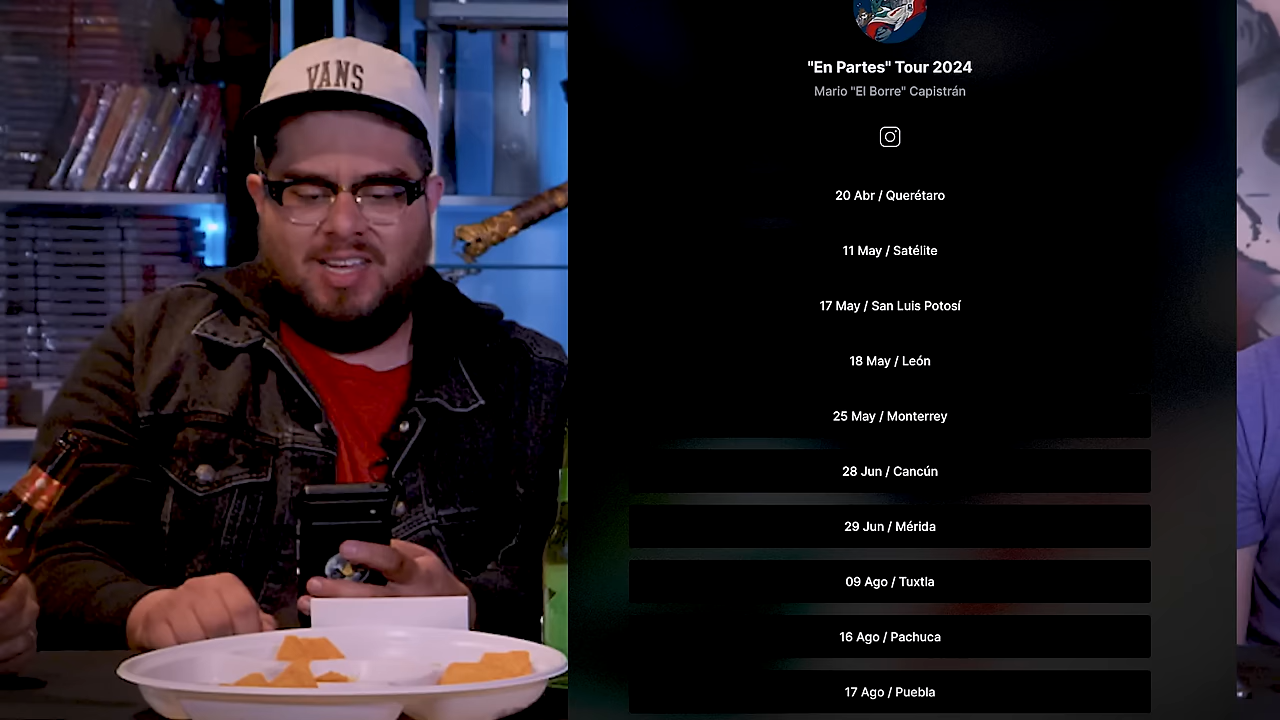 VANS
"En Partes" Tour 2024
Mario "El Borre" Capistrán
20 Abr / Querétaro
11 May / Satélite
17 May / San Luis Potosí
18 May / León
25 May / Monterrey
28 Jun / Cancún
29 Jun / Mérida
09 Ago / Tuxtla
16 Ago / Pachuca
17 Ago / Puebla